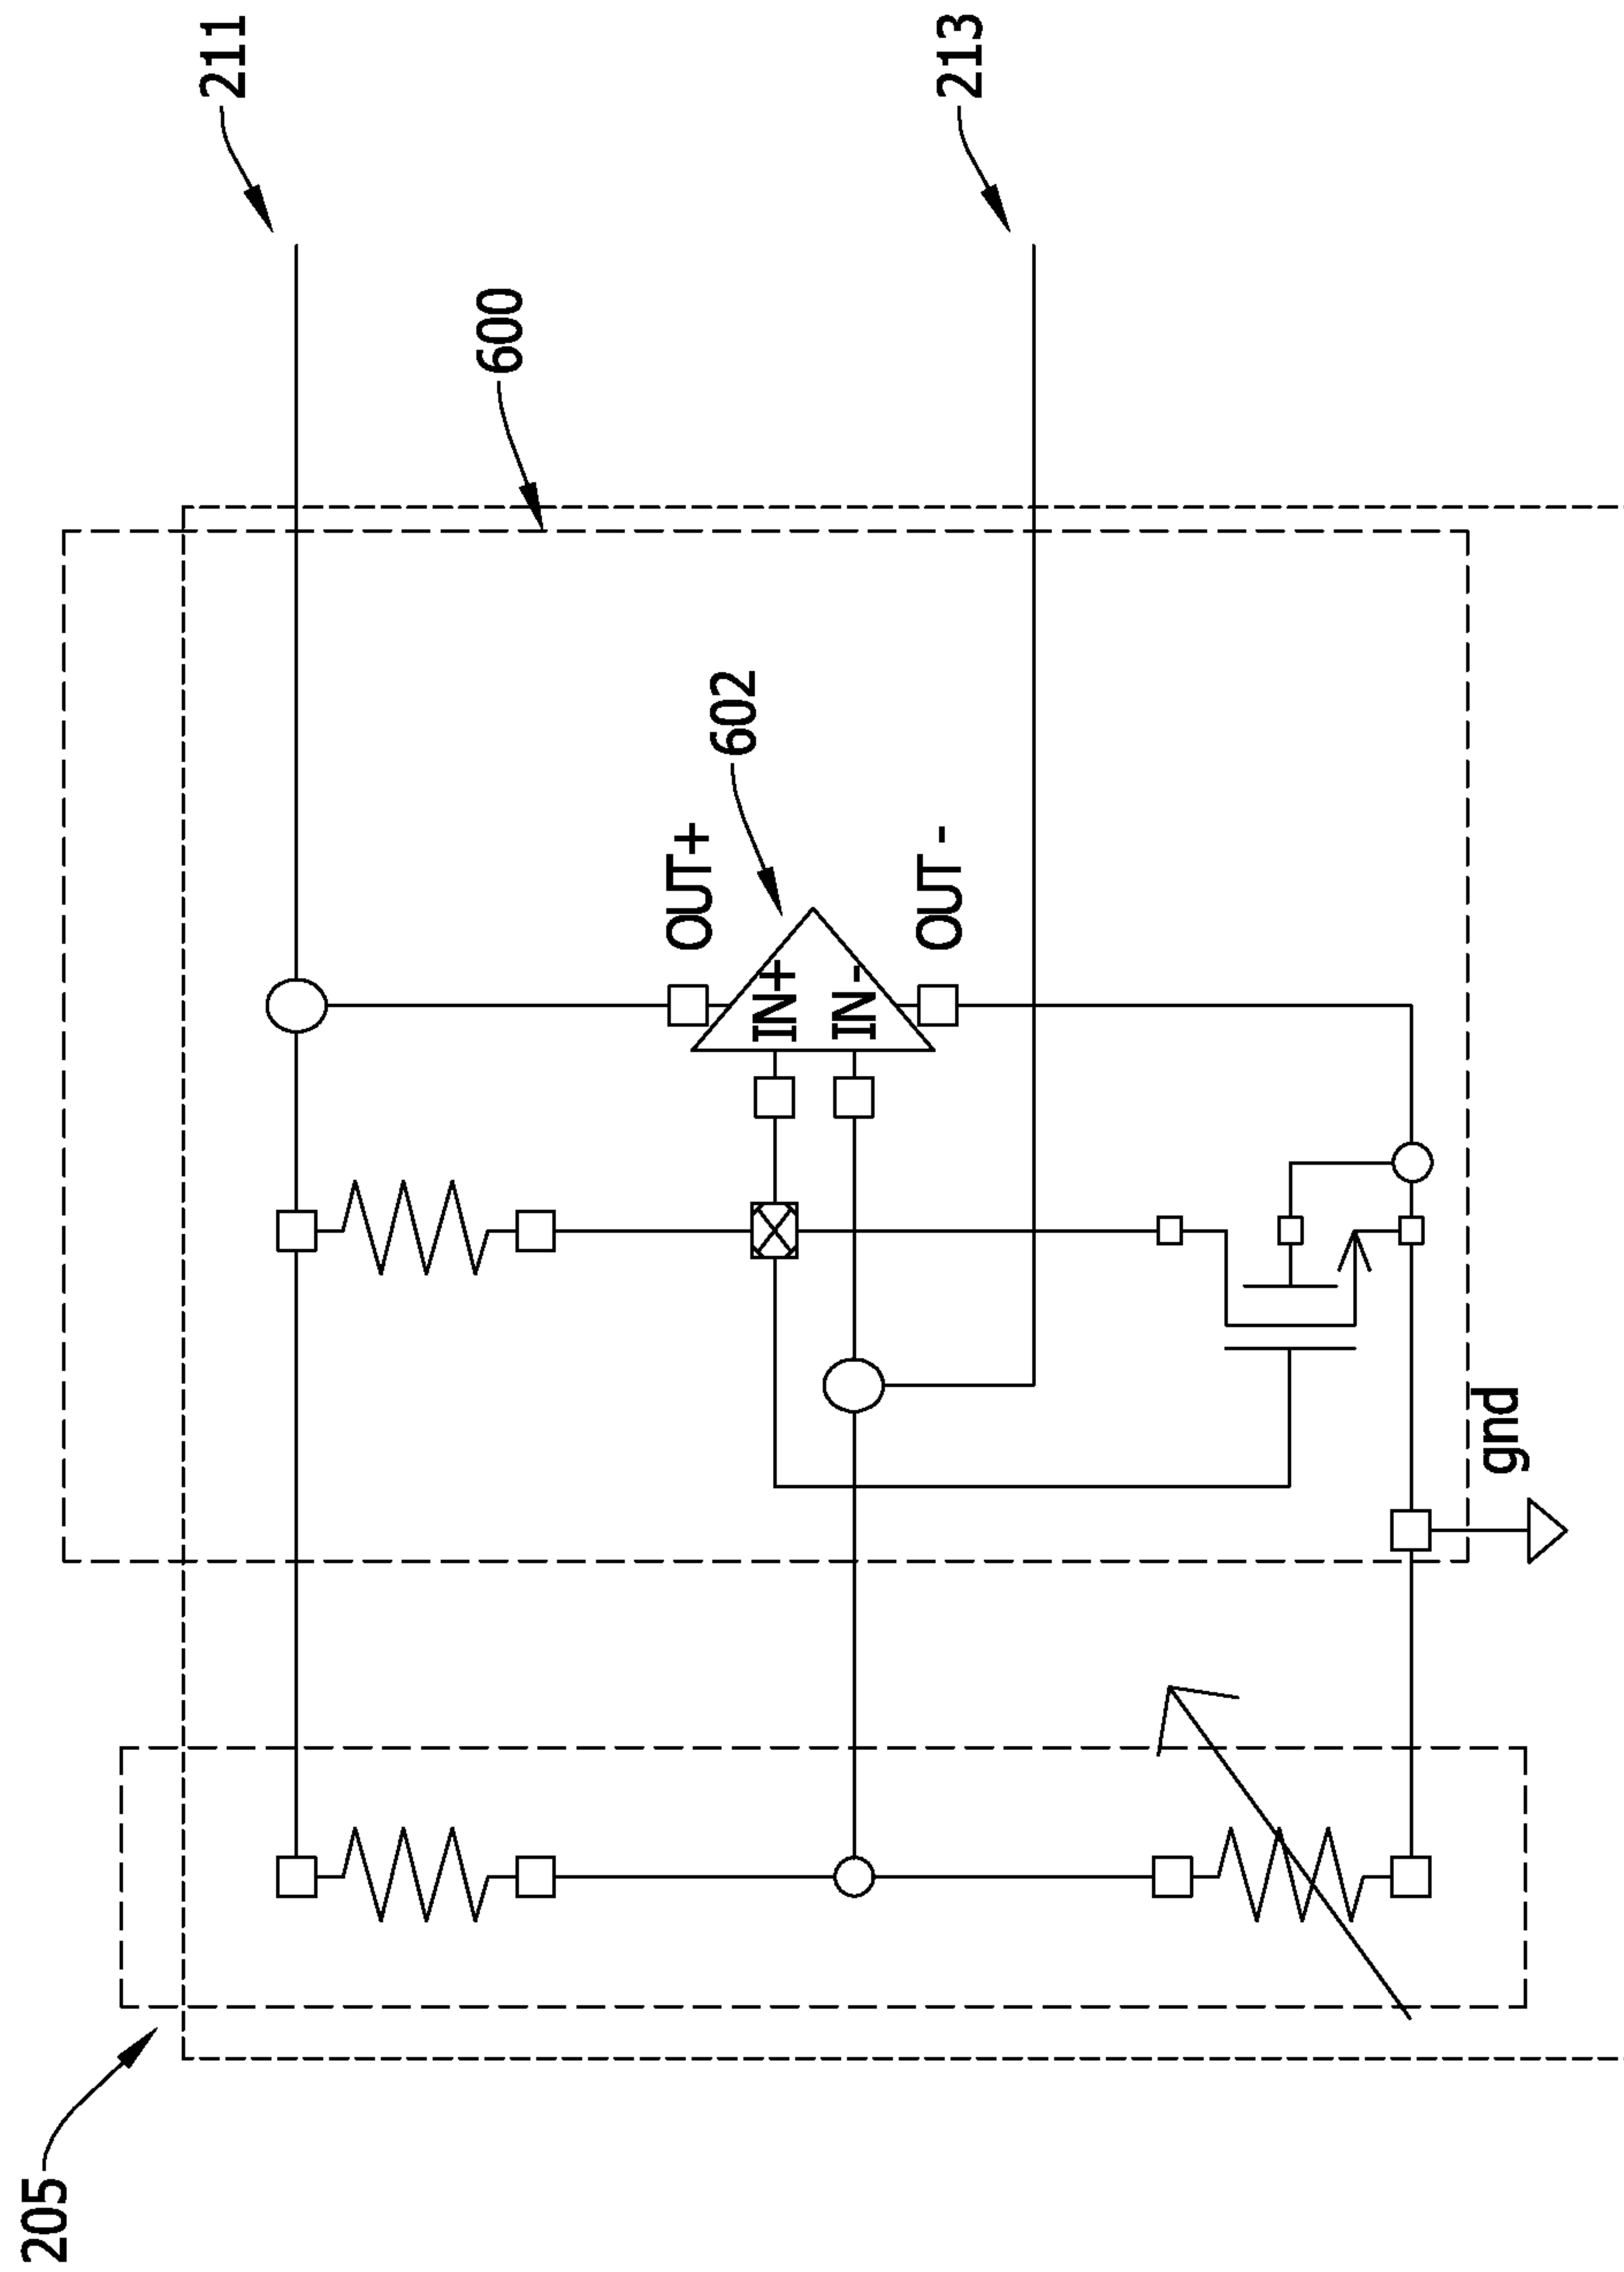 211
213
600
602
OUT+
OUT-
IN+
IN-
gnd
205